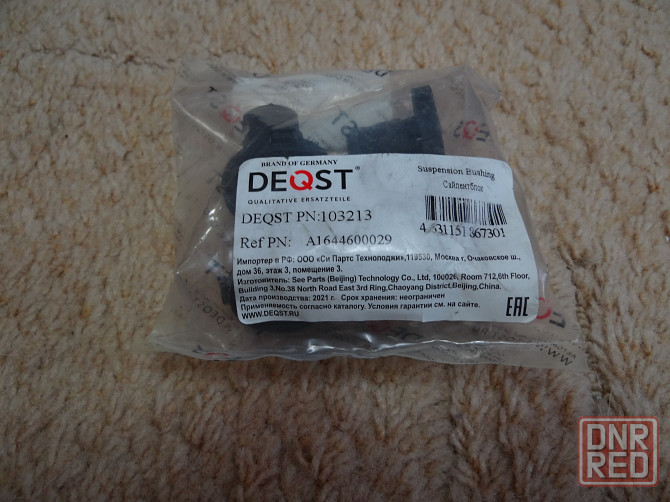 BRAND OF GERMANY
DEQST®
QUALITATIVE ERSATZTEILE
Suspension Bushing
Сайлентблок
DEQST PN:103213
Ref PN: A1644600029
Импортер в РФ: ООО «Си Партс Технолоджи»,119530, Москва г, Очаковское ш.,
дом 36, этаж 3, помещение 3.
Изготовитель: See Parts (Beijing) Technology Co., Ltd, 100026, Room 712,6th Floor,
Building 3,No.38 North Road East 3rd Ring,Chaoyang District,Beijing,China.
Дата производства: 2021 г. Срок хранения: неограничен
Применяемость согласно каталогу. Условия гарантии см. на сайте.
WWW.DEQST.RU
EAC
DNR
RED